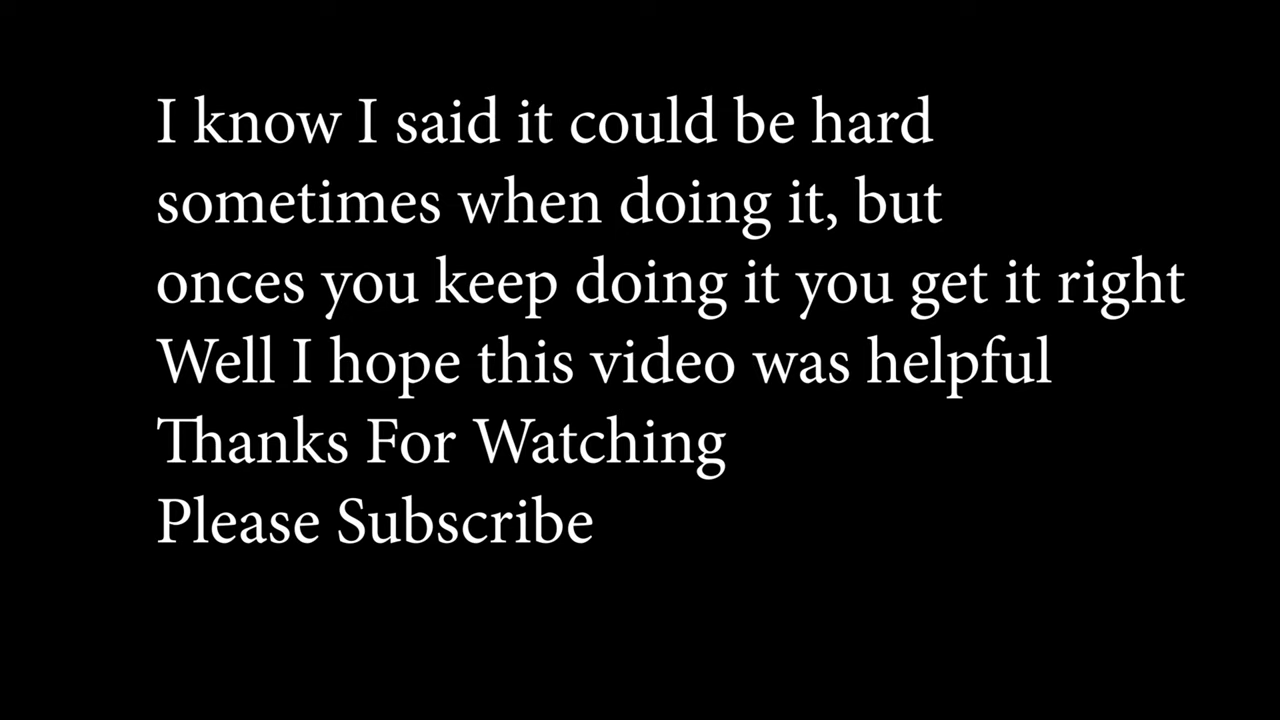 I know I said it could be hard
sometimes when doing it, but
onces you keep doing it you get it right
Well I hope this video was helpful
Thanks For Watching
Please Subscribe